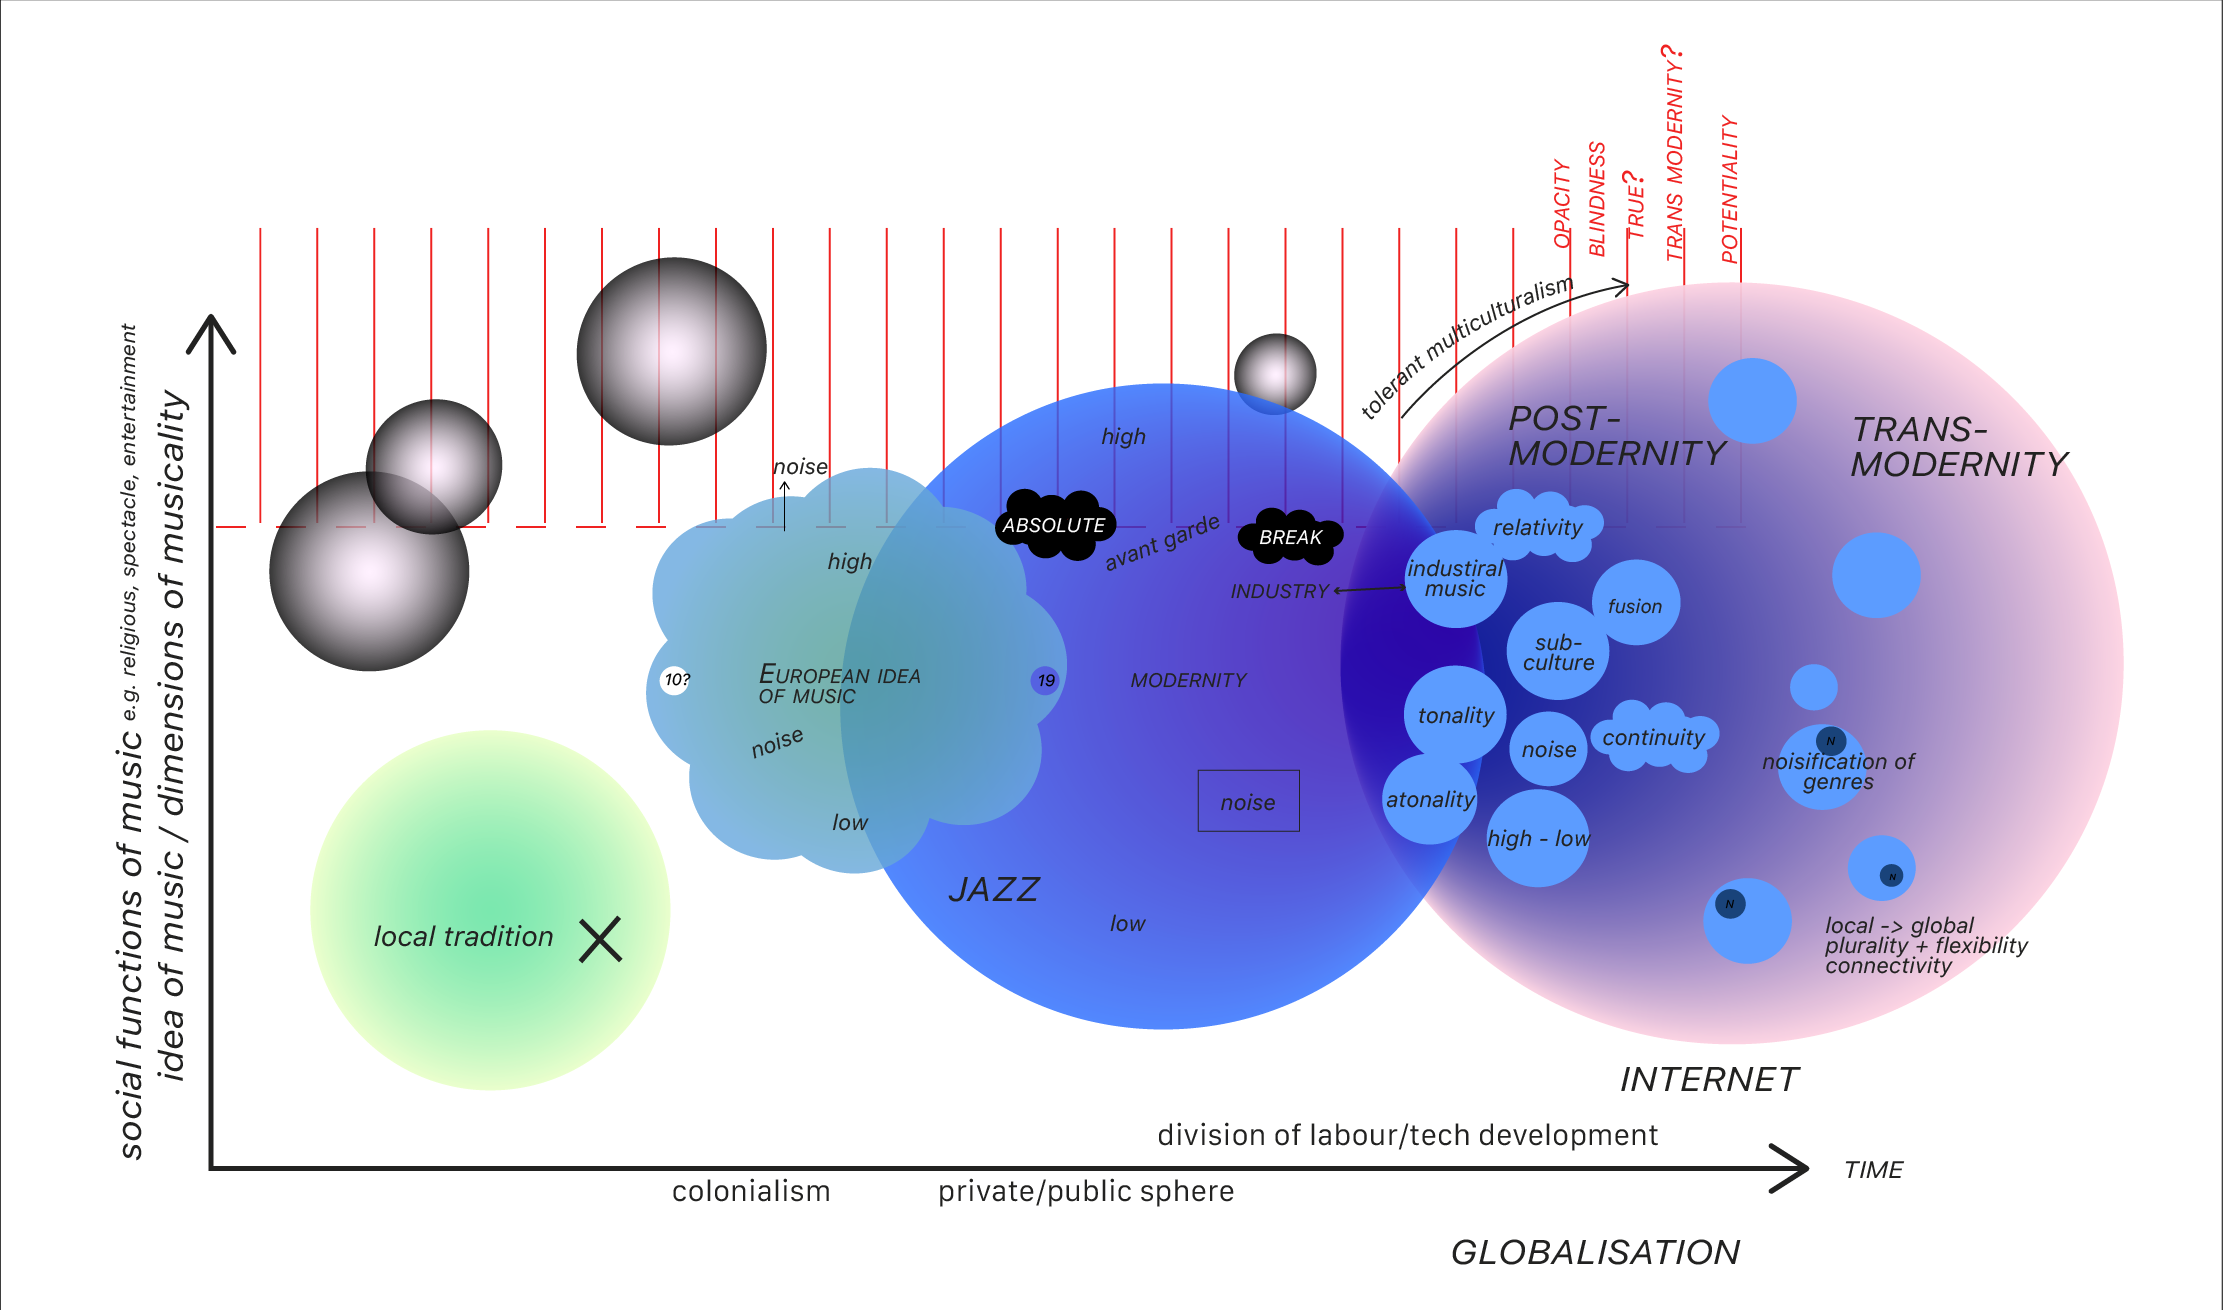 OPACITY
BLINDNESS
TRUE?
TRANS MODERNITY?
POTENTIALITY
social functions of music e.g. religious, spectacle, entertainment
idea of music / dimensions of musicality
tolerant multiculturalism
POST-
MODERNITY
TRANS-
MODERNITY
high
noise
ABSOLUTE
avant garde
BREAK
relativity
high
INDUSTRY
industiral
music
fusion
sub-
culture
10?
EUROPEAN IDEA
OF MUSIC
19
MODERNITY
tonality
noise
continuity
noise
N
noisification of
genres
noise
atonality
low
high - low
JAZZ
low
N
N
local tradition
local -> global
plurality + flexibility
connectivity
INTERNET
division of labour/tech development
TIME
colonialism
private/public sphere
GLOBALISATION